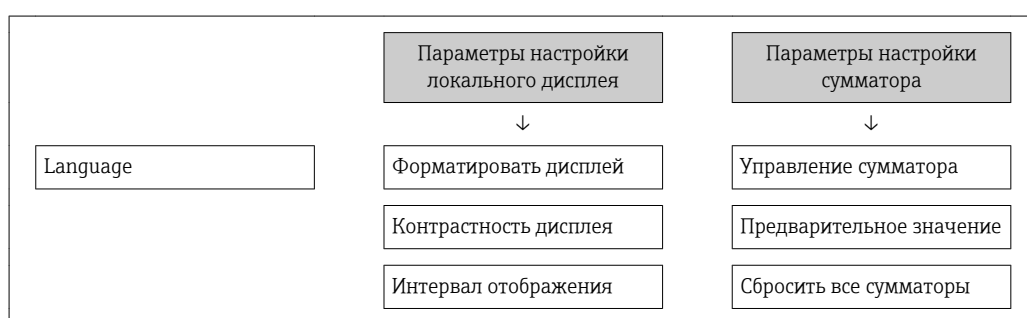 Параметры настройки
локального дисплея
Параметры настройки
сумматора
↓
↓
Language
Форматировать дисплей
Управление сумматора
Контрастность дисплея
Предварительное значение
Интервал отображения
Сбросить все сумматоры